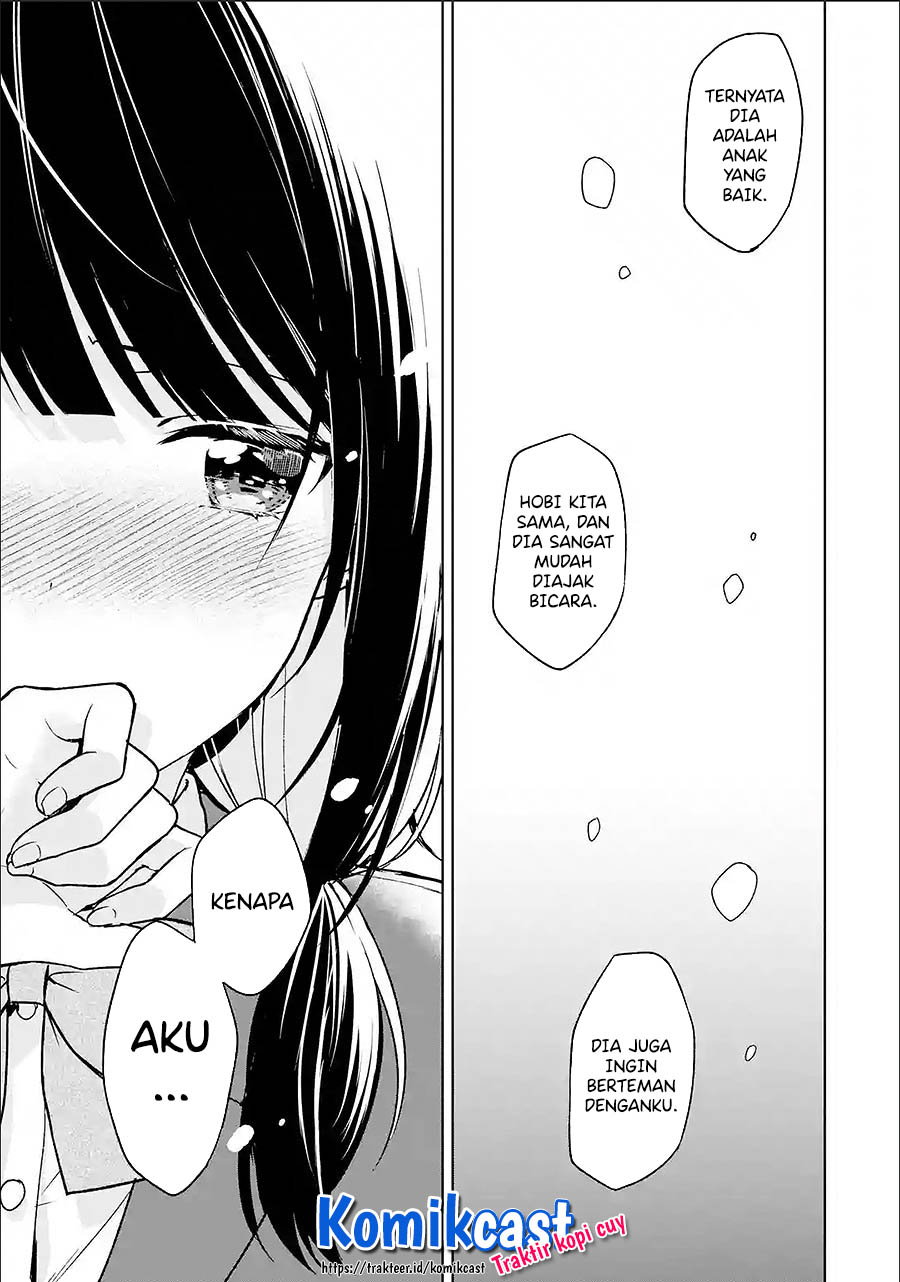 TERNYATA
DIA
ADALAH
ANAK
YANG
BAIK.
HOBI KITA
SAMA, DAN
DIA SANGAT
MUDAH
DIAJAK
BICARA.
DIA JUGA
INGIN
BERTEMAN
DENGANKU.
KENAPA
AKU
...
Komikcast
Traktir kopi cuy
https://trakteer.id/komikcast